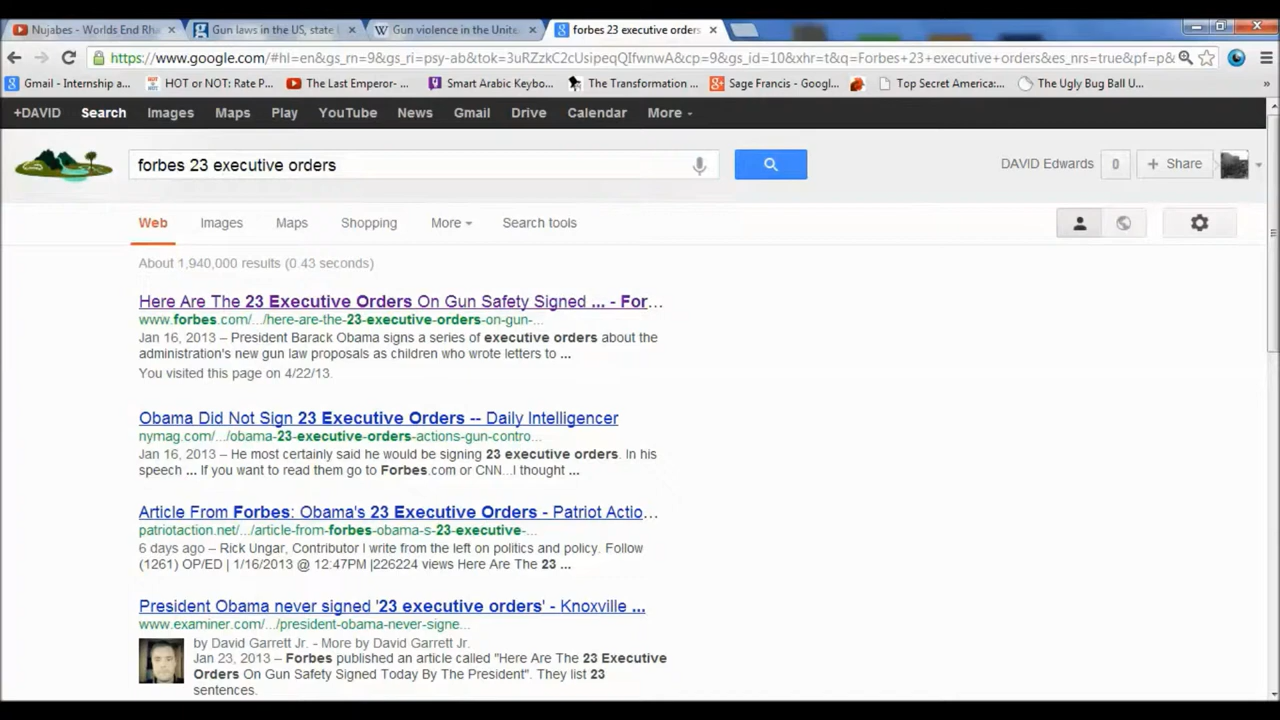 Nujabes - Worlds End Rh
Gun laws in the US, state
Gun violence in the Unit
forbes 23 executive orders
https://www.google.com/#hl=en&gs_rn=9&gs_ri=psy-ab&tok=3uRZzkC2cUsipeqQIfwnwA&cp=9&gs_id=10&xhr=t&q=Forbes+23+executive+orders&es_nrs=true&pf=p&
Gmail - Internship a...
HOT or NOT: Rate P...
The Last Emperor- ...
Smart Arabic Keybo...
The Transformation ...
Sage Francis - Googl...
Top Secret America:...
The Ugly Bug Ball U...
+DAVID Search Images Maps Play YouTube News Gmail Drive Calendar More
forbes 23 executive orders
DAVID Edwards 0 + Share
Web Images Maps Shopping More Search tools
About 1,940,000 results (0.43 seconds)
Here Are The 23 Executive Orders On Gun Safety Signed ... - For...
www.forbes.com/.../here-are-the-23-executive-orders-on-gun-...
Jan 16, 2013 – President Barack Obama signs a series of executive orders about the
administration's new gun law proposals as children who wrote letters to ...
You visited this page on 4/22/13.
Obama Did Not Sign 23 Executive Orders -- Daily Intelligencer
nymag.com/.../obama-23-executive-orders-actions-gun-contro...
Jan 16, 2013 – He most certainly said he would be signing 23 executive orders. In his
speech ... If you want to read them go to Forbes.com or CNN...I thought ...
Article From Forbes: Obama's 23 Executive Orders - Patriot Actio...
patriotaction.net/.../article-from-forbes-obama-s-23-executive-...
6 days ago – Rick Ungar, Contributor I write from the left on politics and policy. Follow
(1261) OP/ED | 1/16/2013 @ 12:47PM |226224 views Here Are The 23 ...
President Obama never signed '23 executive orders' - Knoxville ...
www.examiner.com/.../president-obama-never-signe...
by David Garrett Jr. - More by David Garrett Jr.
Jan 23, 2013 – Forbes published an article called "Here Are The 23 Executive
Orders On Gun Safety Signed Today By The President". They list 23
sentences.